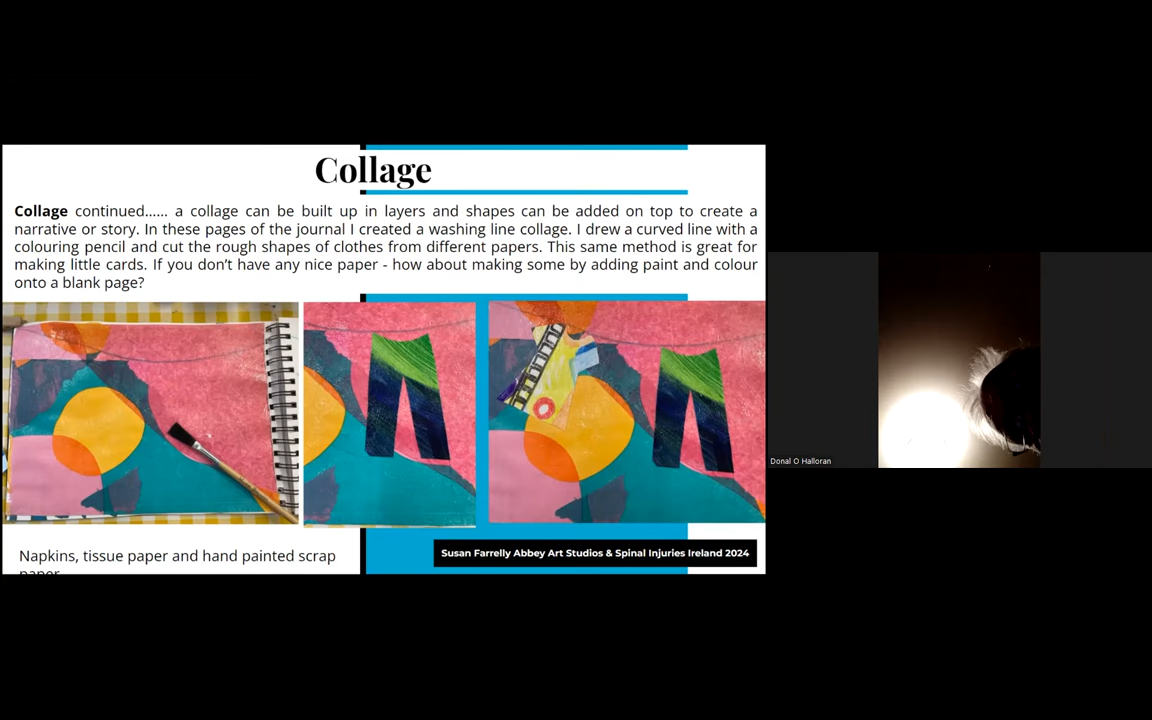 Collage
Collage continued...... a collage can be built up in layers and shapes can be added on top to create a
narrative or story. In these pages of the journal I created a washing line collage. I drew a curved line with a
colouring pencil and cut the rough shapes of clothes from different papers. This same method is great for
making little cards. If you don't have any nice paper - how about making some by adding paint and colour
onto a blank page?
Napkins, tissue paper and hand painted scrap
paper
Susan Farrelly Abbey Art Studios & Spinal Injuries Ireland 2024
Donal O Halloran